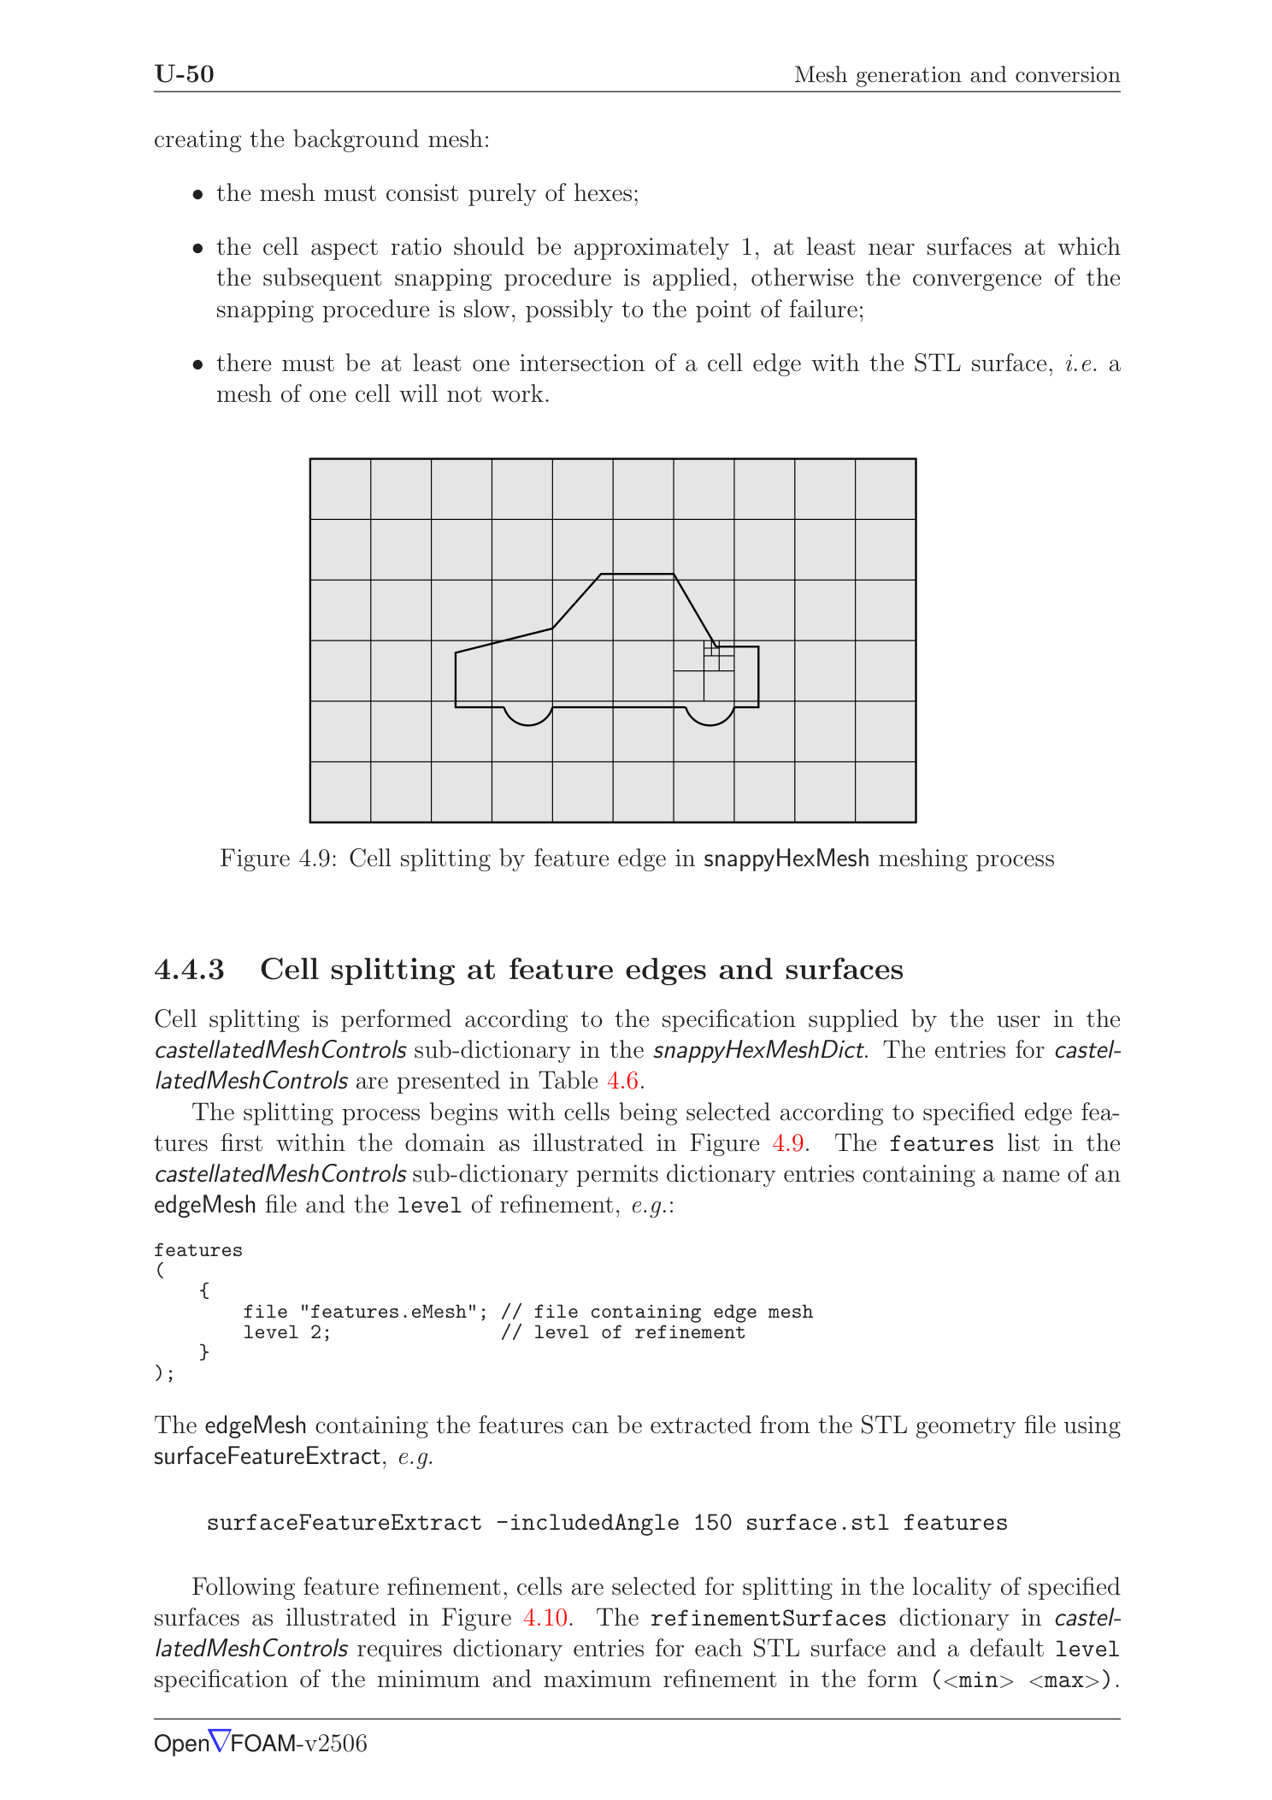 U-50 Mesh generation and conversion
creating the background mesh:
• the mesh must consist purely of hexes;
• the cell aspect ratio should be approximately 1, at least near surfaces at which
the subsequent snapping procedure is applied, otherwise the convergence of the
snapping procedure is slow, possibly to the point of failure;
• there must be at least one intersection of a cell edge with the STL surface, i.e. a
mesh of one cell will not work.
Figure 4.9: Cell splitting by feature edge in snappyHexMesh meshing process
4.4.3 Cell splitting at feature edges and surfaces
Cell splitting is performed according to the specification supplied by the user in the
castellatedMeshControls sub-dictionary in the snappyHexMeshDict. The entries for castel-
latedMeshControls are presented in Table 4.6.
The splitting process begins with cells being selected according to specified edge fea-
tures first within the domain as illustrated in Figure 4.9. The features list in the
castellatedMeshControls sub-dictionary permits dictionary entries containing a name of an
edgeMesh file and the level of refinement, e.g.:
features
(
    {
        file "features.eMesh"; // file containing edge mesh
        level 2;               // level of refinement
    }
);
The edgeMesh containing the features can be extracted from the STL geometry file using
surfaceFeatureExtract, e.g.
surfaceFeatureExtract -includedAngle 150 surface.stl features
Following feature refinement, cells are selected for splitting in the locality of specified
surfaces as illustrated in Figure 4.10. The refinementSurfaces dictionary in castel-
latedMeshControls requires dictionary entries for each STL surface and a default level
specification of the minimum and maximum refinement in the form (<min> <max>).
Open▽FOAM-v2506